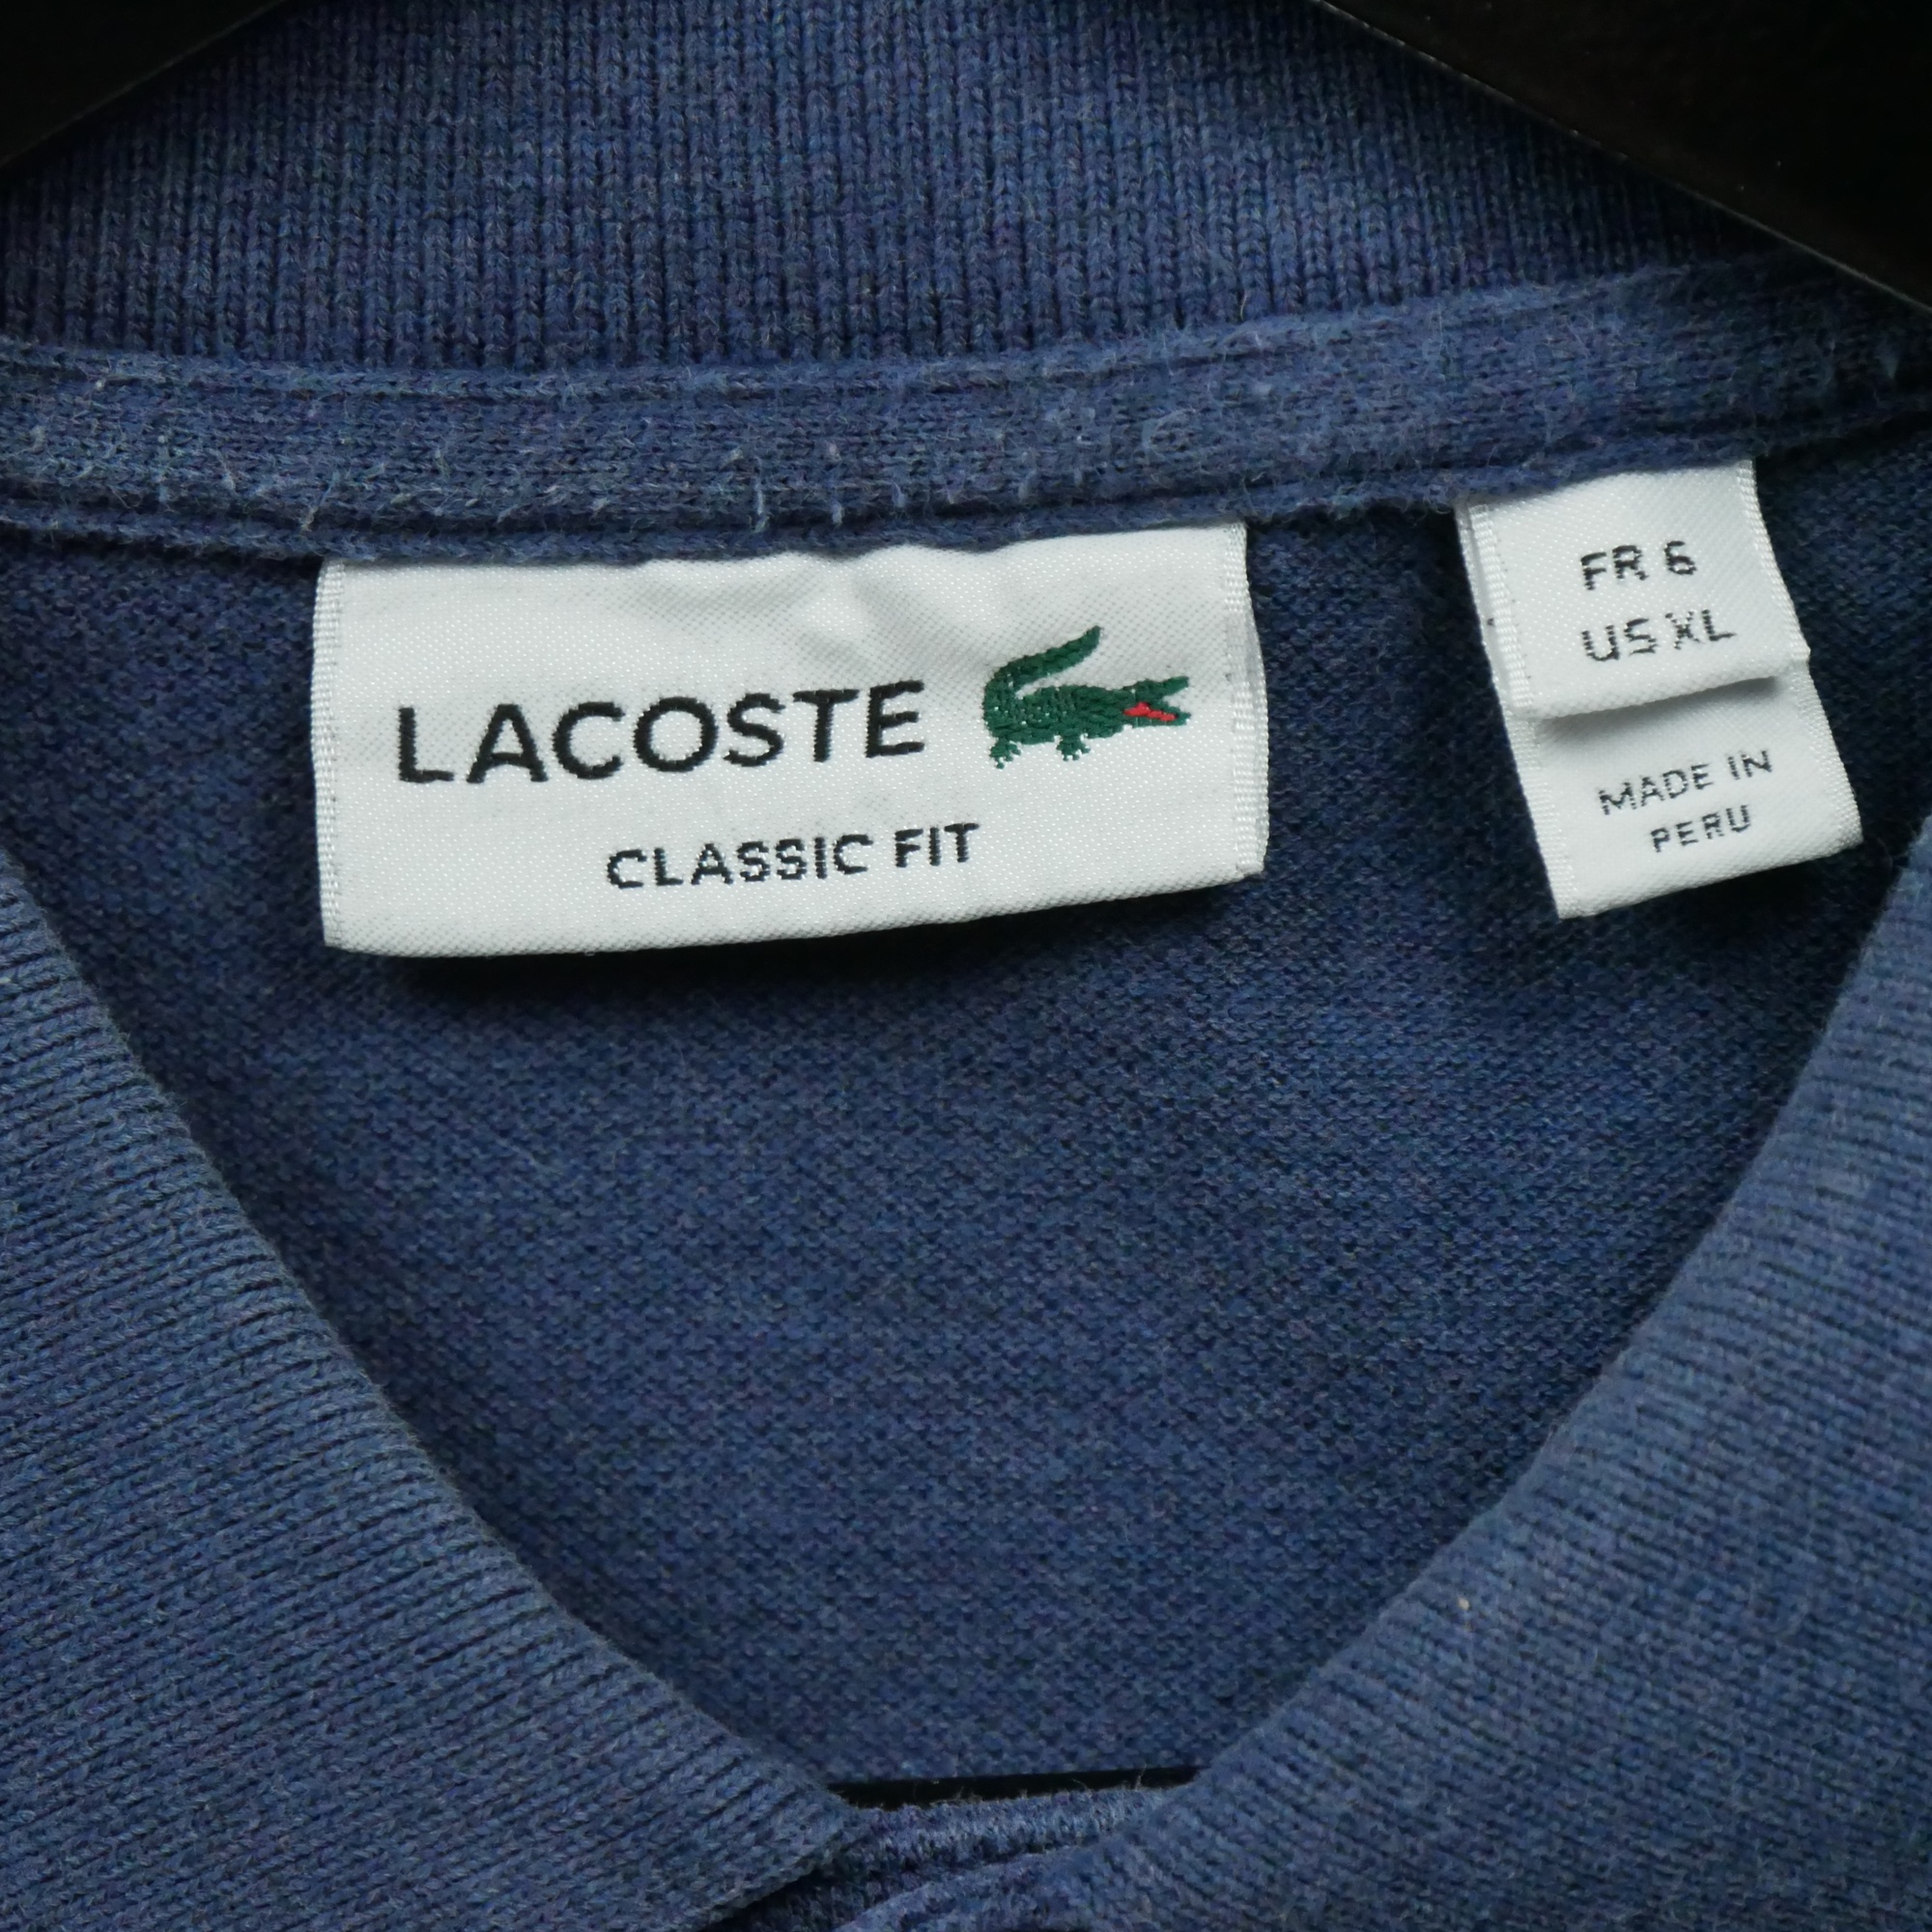 LACOSTE
CLASSIC FIT
FR 6
US XL
MADE IN
PERU